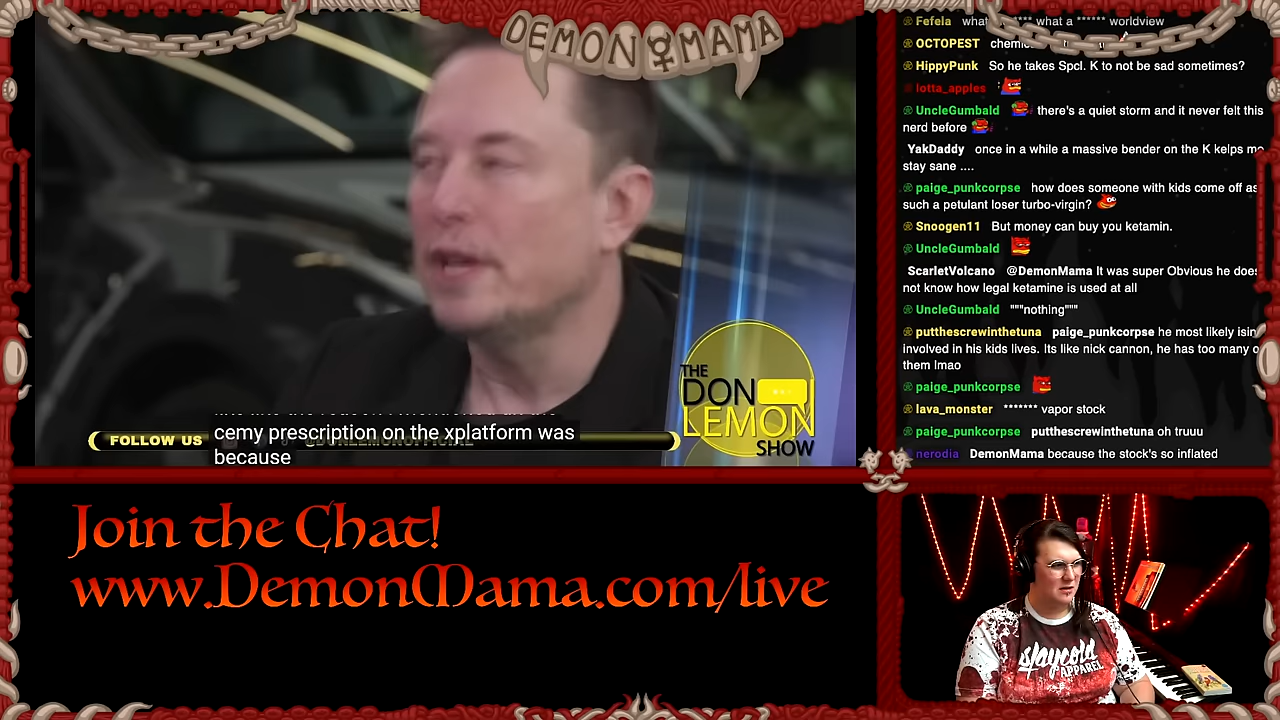 DEMON MAMA
FOLLOW US
cemy prescription on the xplatform was
because
THE
DON
LEMON
SHOW
Fefela what ****** what a ****** worldview
OCTOPEST
HippyPunk So he takes Spcl. K to not be sad sometimes?
lotta_apples
UncleGumbald there's a quiet storm and it never felt this
nerd before
YakDaddy once in a while a massive bender on the K kelps me
stay sane ....
paige_punkcorpse how does someone with kids come off as
such a petulant loser turbo-virgin?
Snoogen11 But money can buy you ketamin.
UncleGumbald
ScarletVolcano @DemonMama It was super Obvious he does
not know how legal ketamine is used at all
UncleGumbald """nothing"""
putthescrewinthetuna paige_punkcorpse he most likely isin
involved in his kids lives. Its like nick cannon, he has too many o
them lmao
paige_punkcorpse
lava_monster ******* vapor stock
paige_punkcorpse putthescrewinthetuna oh truuu
nerodia DemonMama because the stock's so inflated
Join the Chat!
www.DemonMama.com/live
slaycold
APPAREL